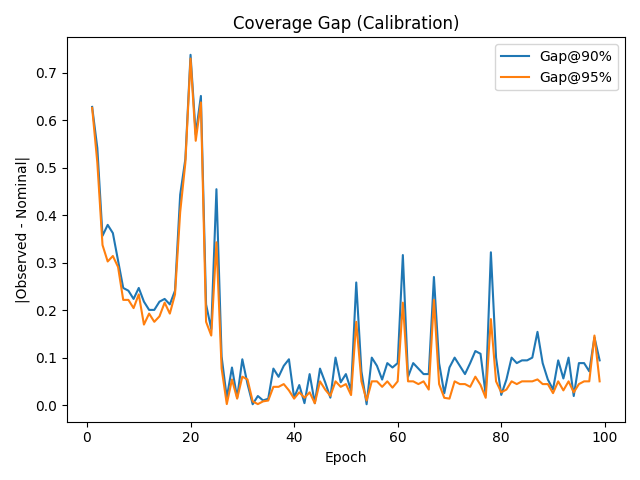 Coverage Gap (Calibration)
Gap@90%
Gap@95%
|Observed - Nominal|
0.7
0.6
0.5
0.4
0.3
0.2
0.1
0.0
0 20 40 60 80 100
Epoch